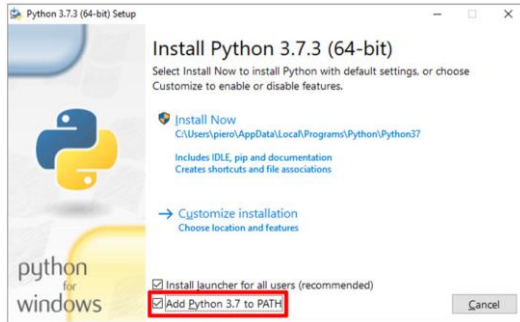 Python 3.7.3 (64-bit) Setup
Install Python 3.7.3 (64-bit)
Select Install Now to install Python with default settings, or choose
Customize to enable or disable features.
Install Now
C:\Users\piero\AppData\Local\Programs\Python\Python37
Includes IDLE, pip and documentation
Creates shortcuts and file associations
Customize installation
Choose location and features
python
for
windows
Install launcher for all users (recommended)
Add Python 3.7 to PATH
Cancel